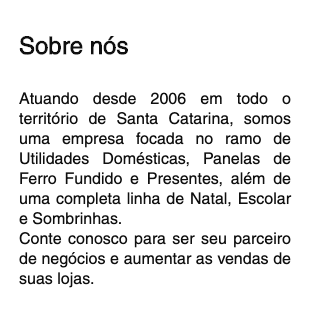 Sobre nós
Atuando desde 2006 em todo o
território de Santa Catarina, somos
uma empresa focada no ramo de
Utilidades Domésticas, Panelas de
Ferro Fundido e Presentes, além de
uma completa linha de Natal, Escolar
e Sombrinhas.
Conte conosco para ser seu parceiro
de negócios e aumentar as vendas de
suas lojas.